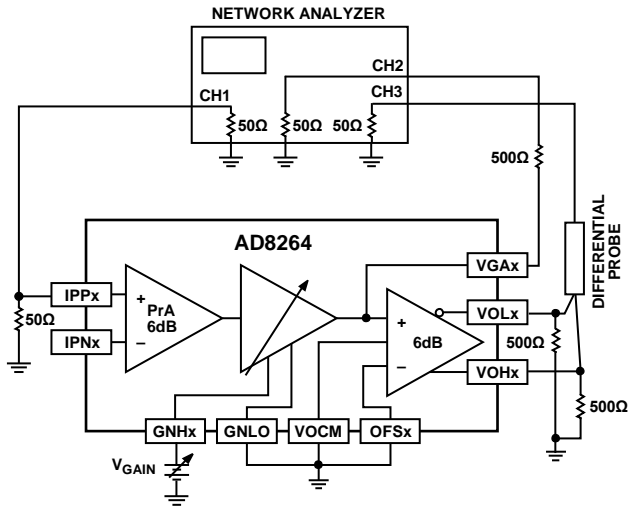 NETWORK ANALYZER
CH1
CH2
CH3
50Ω
50Ω
50Ω
500Ω
DIFFERENTIAL
PROBE
AD8264
IPPx
IPNx
50Ω
+
PrA
6dB
–
+
6dB
–
VGAx
VOLx
VOHx
500Ω
500Ω
GNHx
GNLO
VOCM
OFSx
VGAIN